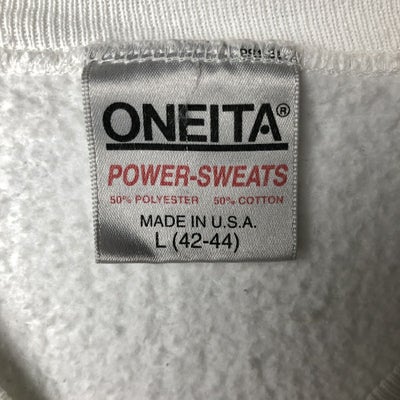 ONEITA®
POWER-SWEATS
50% POLYESTER 50% COTTON
MADE IN U.S.A.
L (42-44)